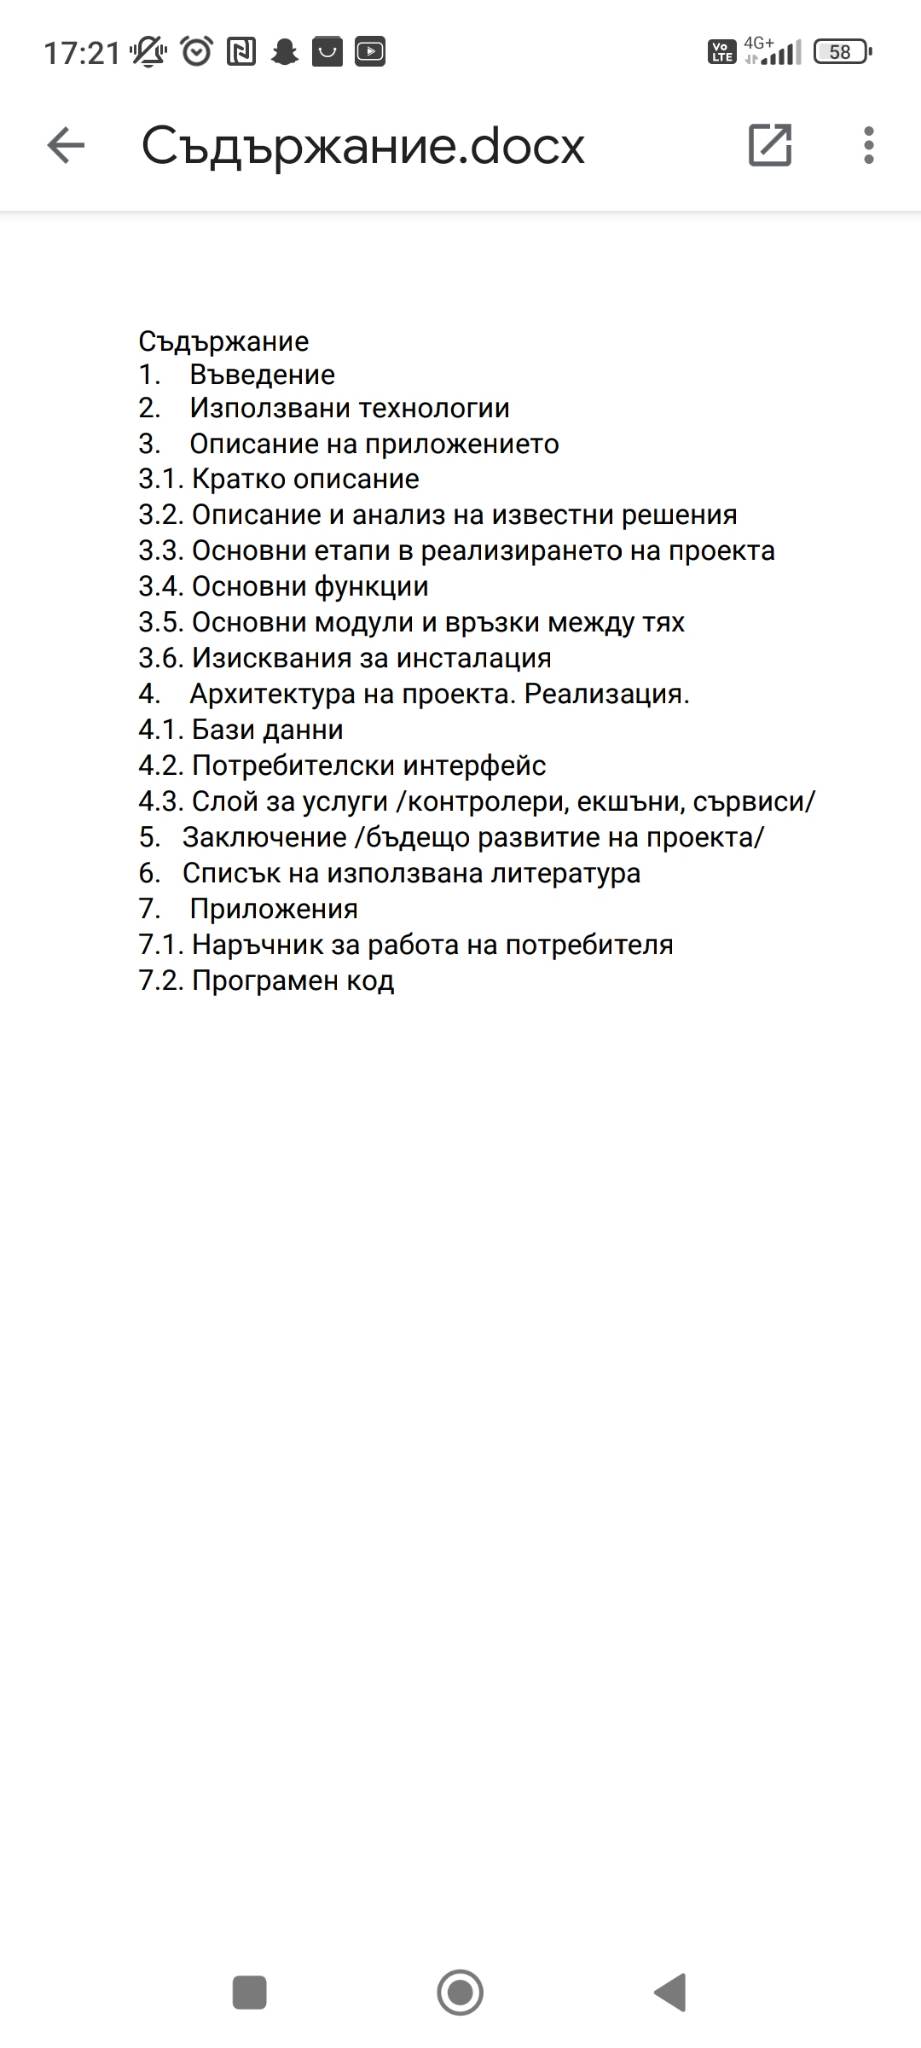 17:21 Vo LTE 4G+ 58
Съдържание.docx
Съдържание
1. Въведение
2. Използвани технологии
3. Описание на приложението
3.1. Кратко описание
3.2. Описание и анализ на известни решения
3.3. Основни етапи в реализирането на проекта
3.4. Основни функции
3.5. Основни модули и връзки между тях
3.6. Изисквания за инсталация
4. Архитектура на проекта. Реализация.
4.1. Бази данни
4.2. Потребителски интерфейс
4.3. Слой за услуги /контролери, екшъни, сървиси/
5. Заключение /бъдещо развитие на проекта/
6. Списък на използвана литература
7. Приложения
7.1. Наръчник за работа на потребителя
7.2. Програмен код